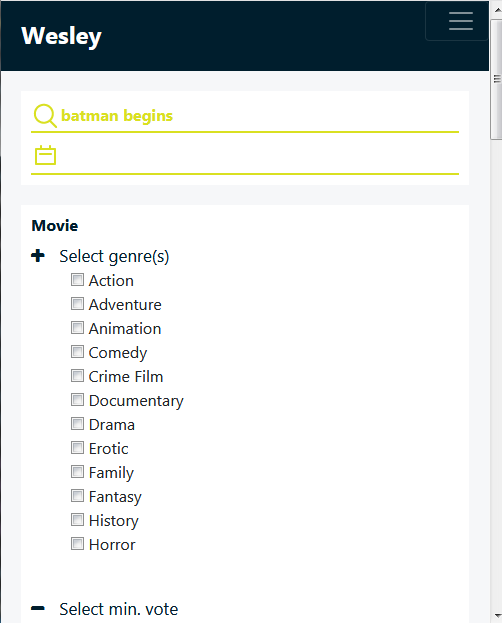 Wesley
batman begins
Movie
Select genre(s)
Action
Adventure
Animation
Comedy
Crime Film
Documentary
Drama
Erotic
Family
Fantasy
History
Horror
Select min. vote